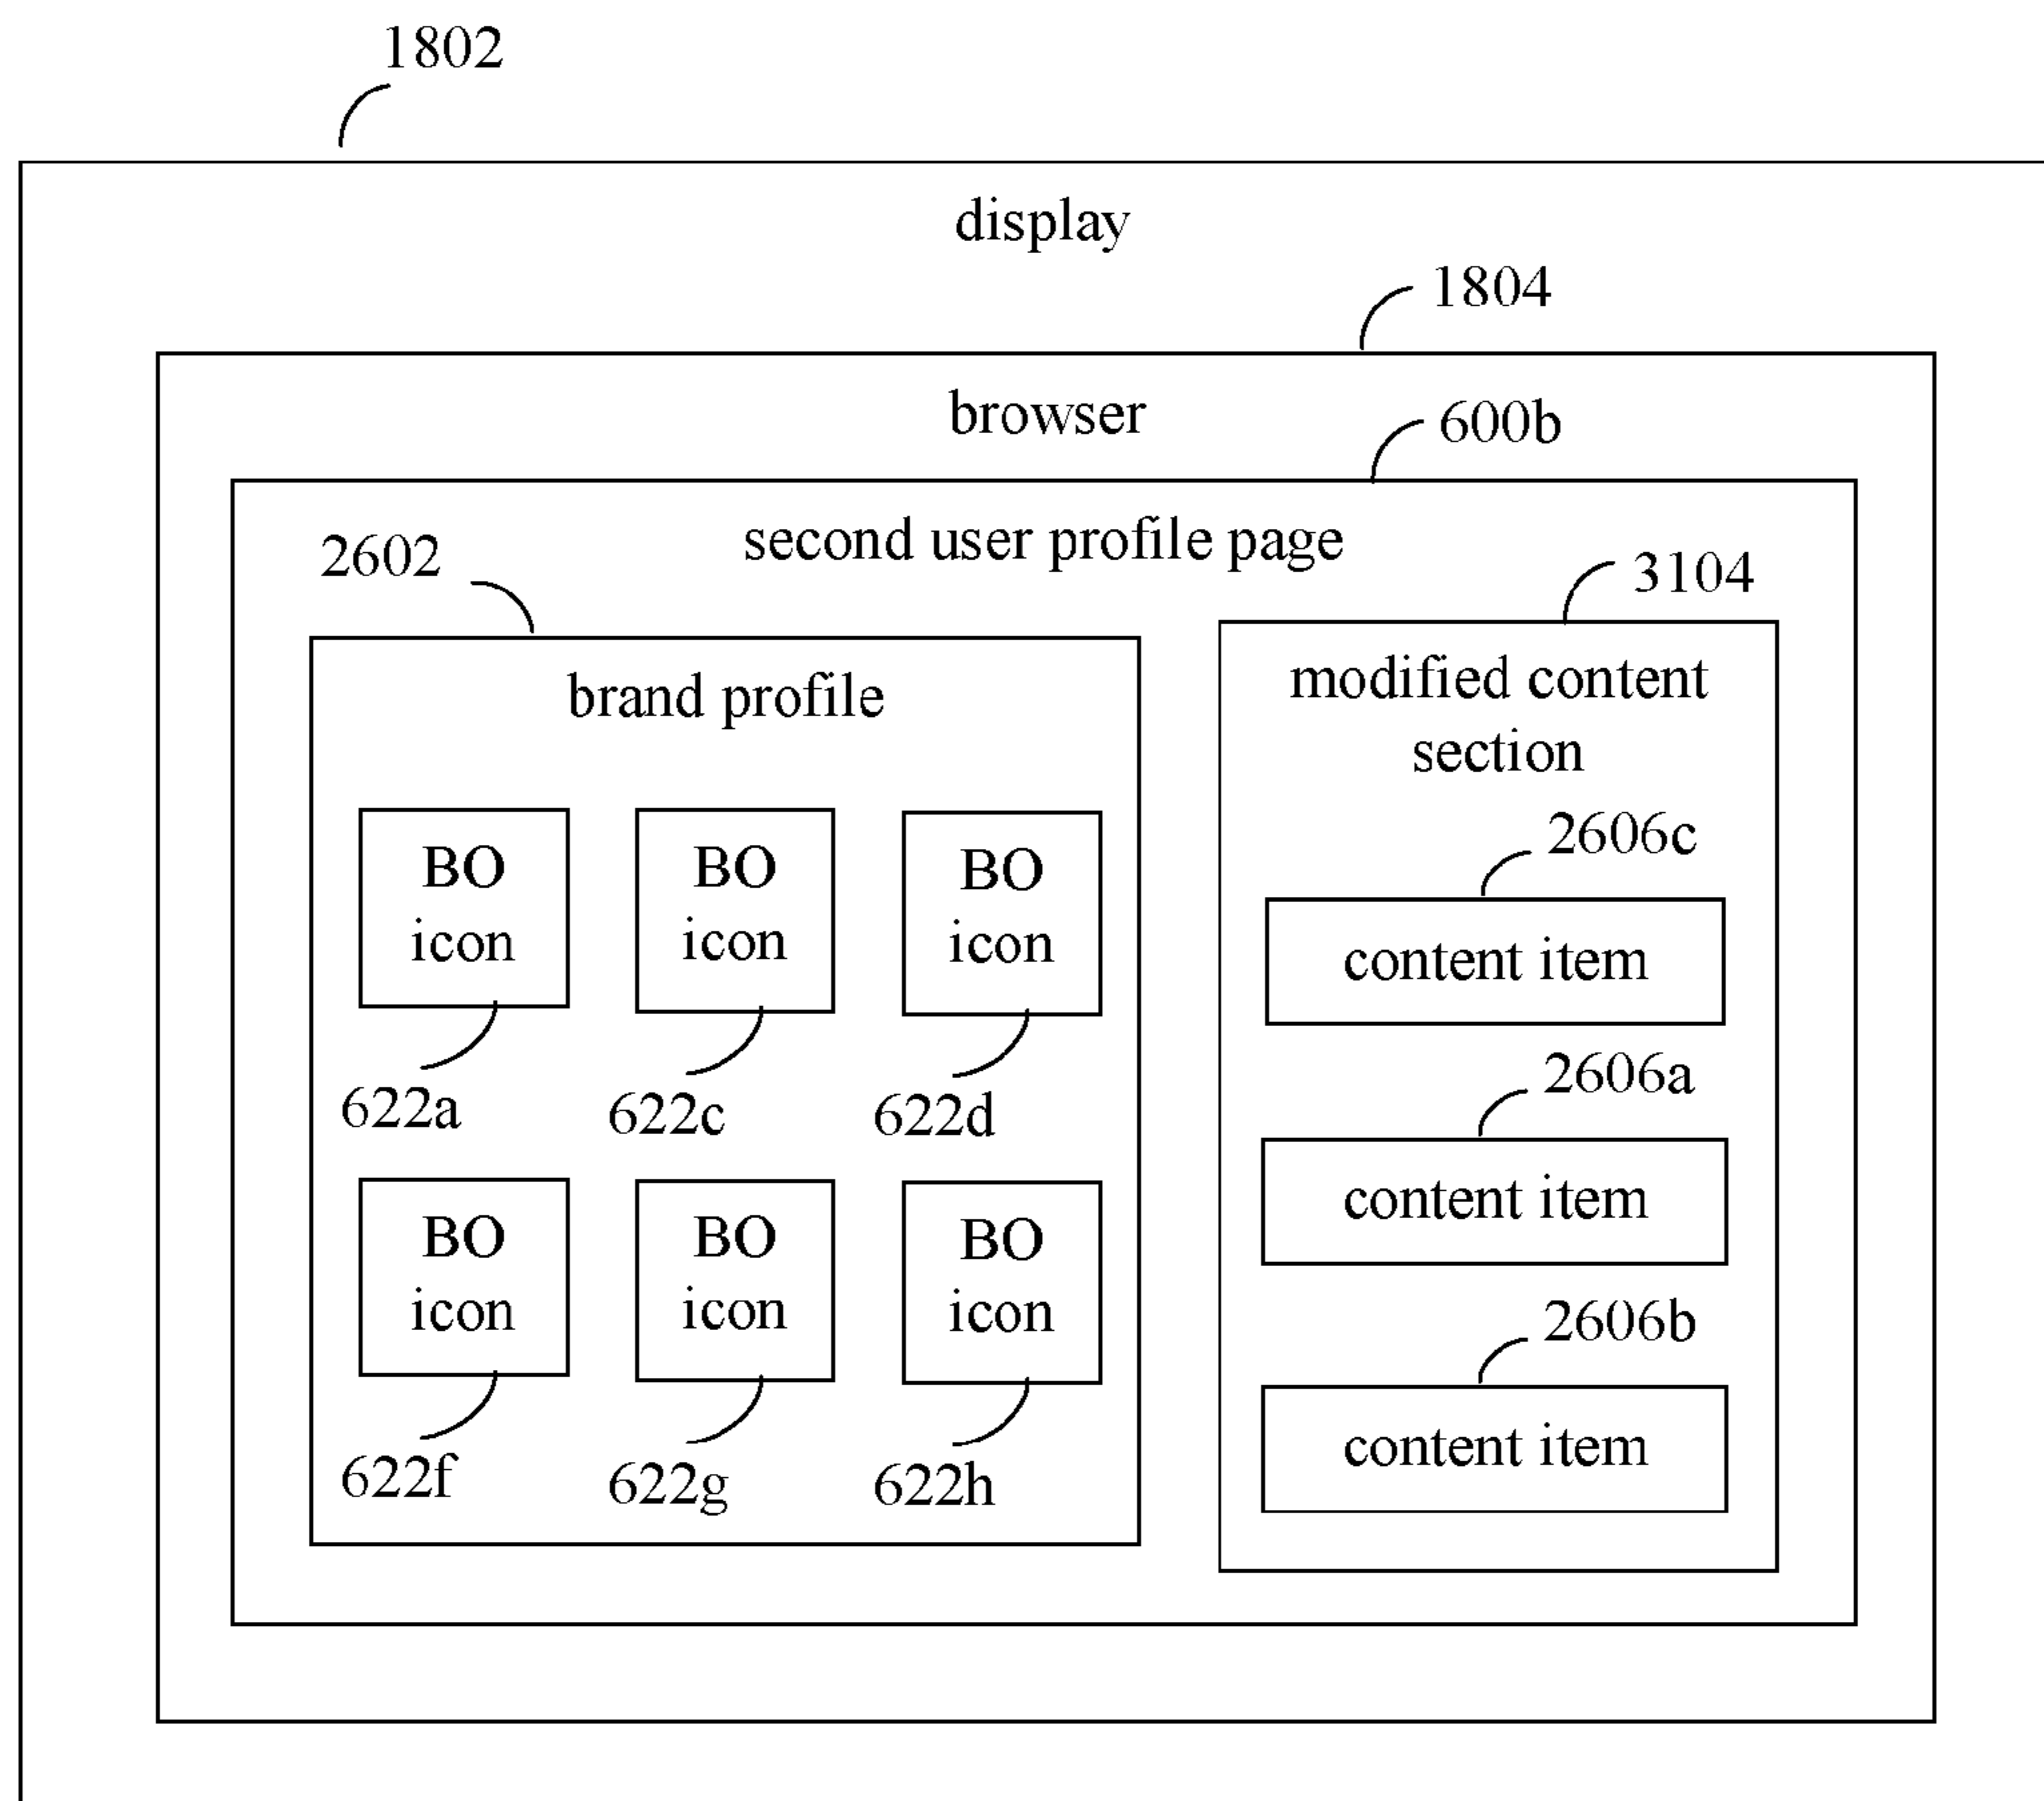 1802
display
1804
browser
600b
second user profile page
2602
3104
brand profile
modified content
section
BO
icon
BO
icon
BO
icon
622a
622c
622d
BO
icon
BO
icon
BO
icon
622f
622g
622h
2606c
content item
2606a
content item
2606b
content item